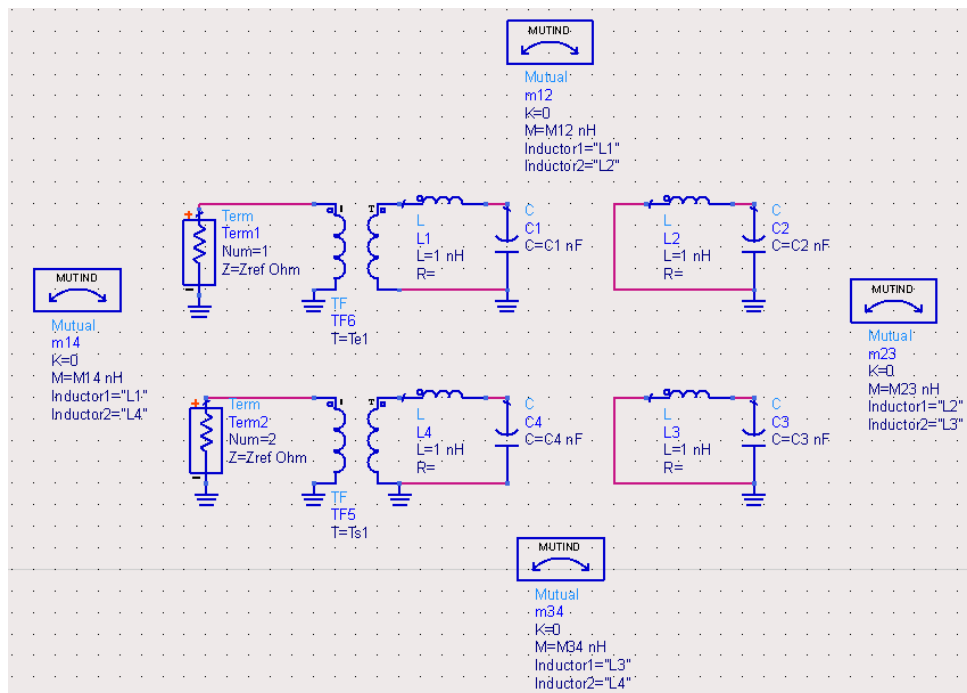 MUTIND
Mutual
m12
K=0
M=M12 nH
Inductor1="L1"
Inductor2="L2"
+
-
Term
Term1
Num=1
Z=Zref Ohm
TF
TF6
T=Te1
T
L
L1
L=1 nH
R=
C
C1
C=C1 nF
L
L2
L=1 nH
R=
C
C2
C=C2 nF
MUTIND
Mutual
m14
K=0
M=M14 nH
Inductor1="L1"
Inductor2="L4"
MUTIND
Mutual
m23
K=0
M=M23 nH
Inductor1="L2"
Inductor2="L3"
+
-
Term
Term2
Num=2
Z=Zref Ohm
TF
TF5
T=Ts1
T
L
L4
L=1 nH
R=
C
C4
C=C4 nF
L
L3
L=1 nH
R=
C
C3
C=C3 nF
MUTIND
Mutual
m34
K=0
M=M34 nH
Inductor1="L3"
Inductor2="L4"